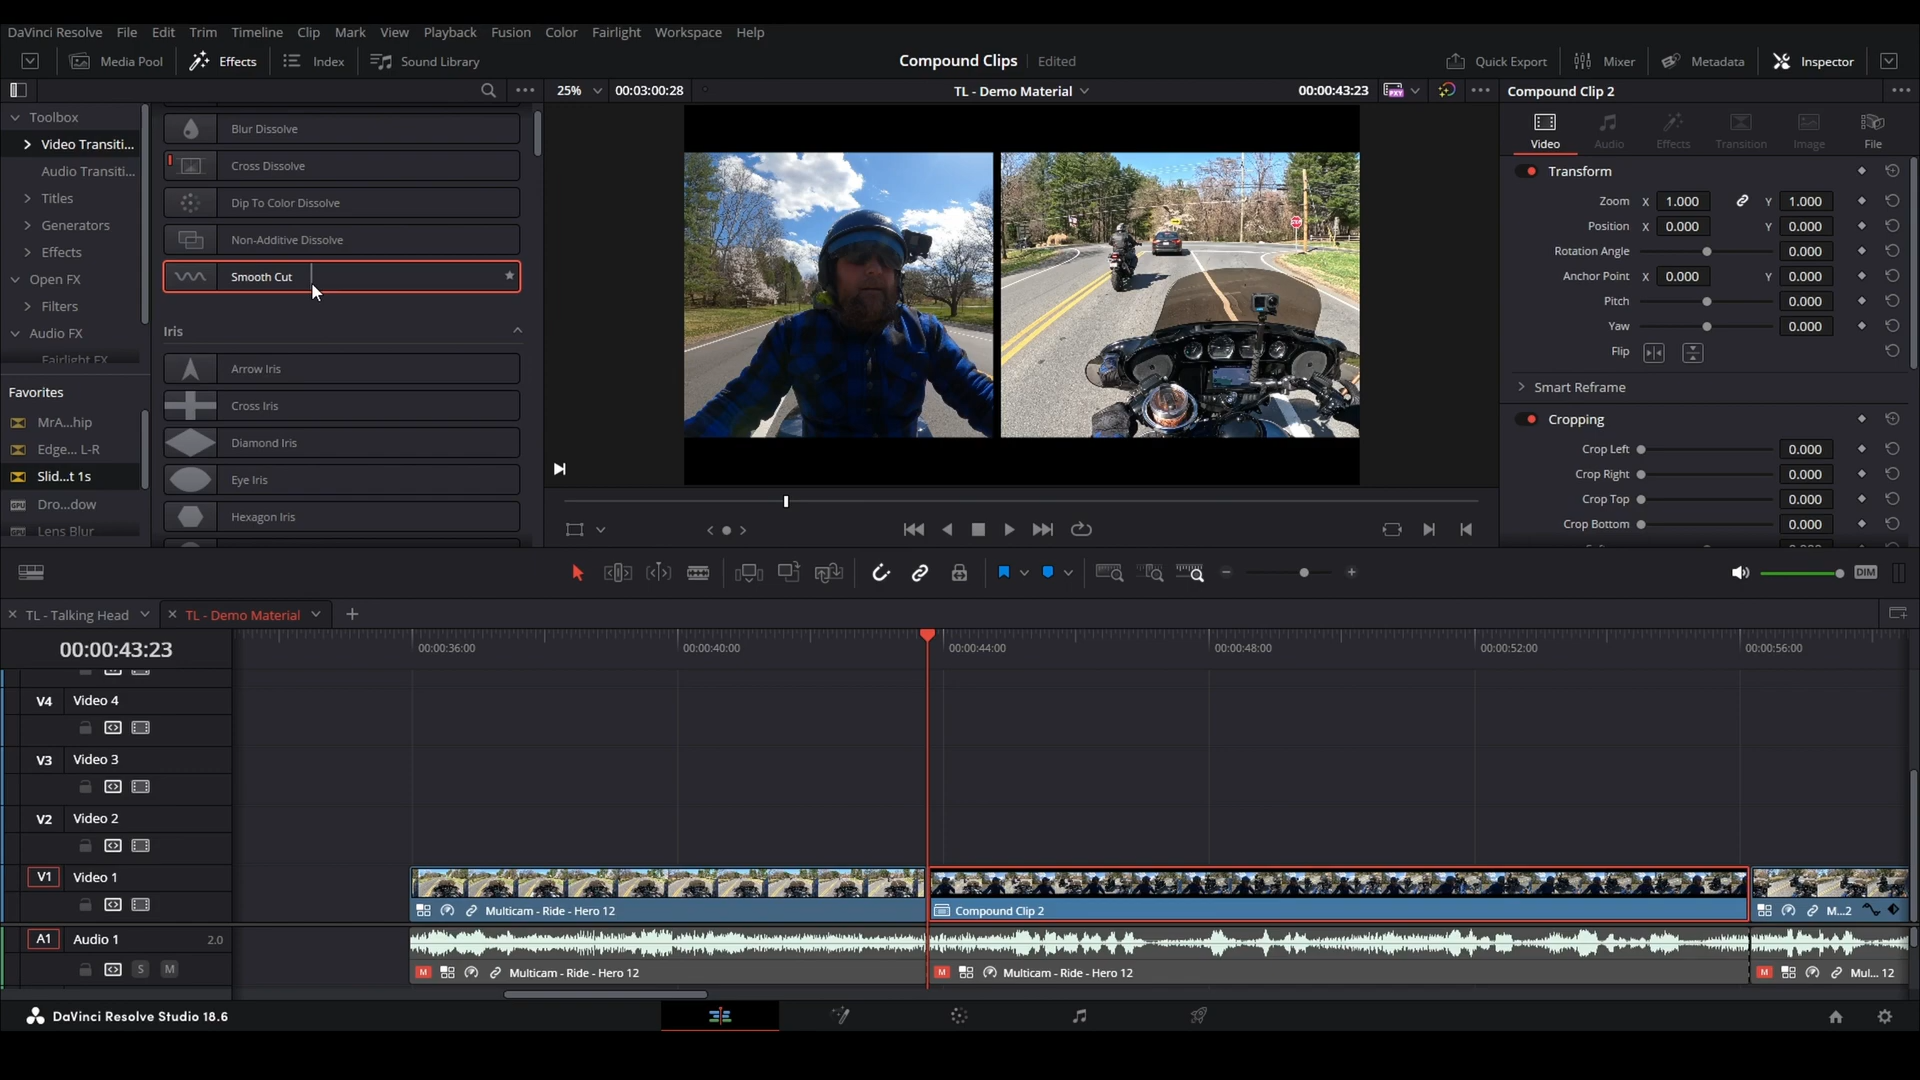 DaVinci Resolve File Edit Trim Timeline Clip Mark View Playback Fusion Color Fairlight Workspace Help
Media Pool Effects Index Sound Library Compound Clips Edited Quick Export Mixer Metadata Inspector
25% 00:03:00:28 TL - Demo Material 00:00:43:23 Compound Clip 2
Toolbox
Video Transiti...
Audio Transiti...
Titles
Generators
Effects
Open FX
Filters
Audio FX
Fairlight FX
Favorites
MrA...hip
Edge... L-R
Slid...t 1s
Dro...dow
Lens Blur
Blur Dissolve
Cross Dissolve
Dip To Color Dissolve
Non-Additive Dissolve
Smooth Cut
Iris
Arrow Iris
Cross Iris
Diamond Iris
Eye Iris
Hexagon Iris
Video Audio Effects Transition Image File
Transform
Zoom X 1.000 Y 1.000
Position X 0.000 Y 0.000
Rotation Angle 0.000
Anchor Point X 0.000 Y 0.000
Pitch 0.000
Yaw 0.000
Flip
Smart Reframe
Cropping
Crop Left 0.000
Crop Right 0.000
Crop Top 0.000
Crop Bottom 0.000
DIM
TL - Talking Head TL - Demo Material
00:00:43:23
00:00:36:00 00:00:40:00 00:00:44:00 00:00:48:00 00:00:52:00 00:00:56:00
V4 Video 4
V3 Video 3
V2 Video 2
V1 Video 1
Multicam - Ride - Hero 12 Compound Clip 2 M...2
A1 Audio 1 2.0
S M
M Multicam - Ride - Hero 12 M Multicam - Ride - Hero 12 M Mul... 12
DaVinci Resolve Studio 18.6